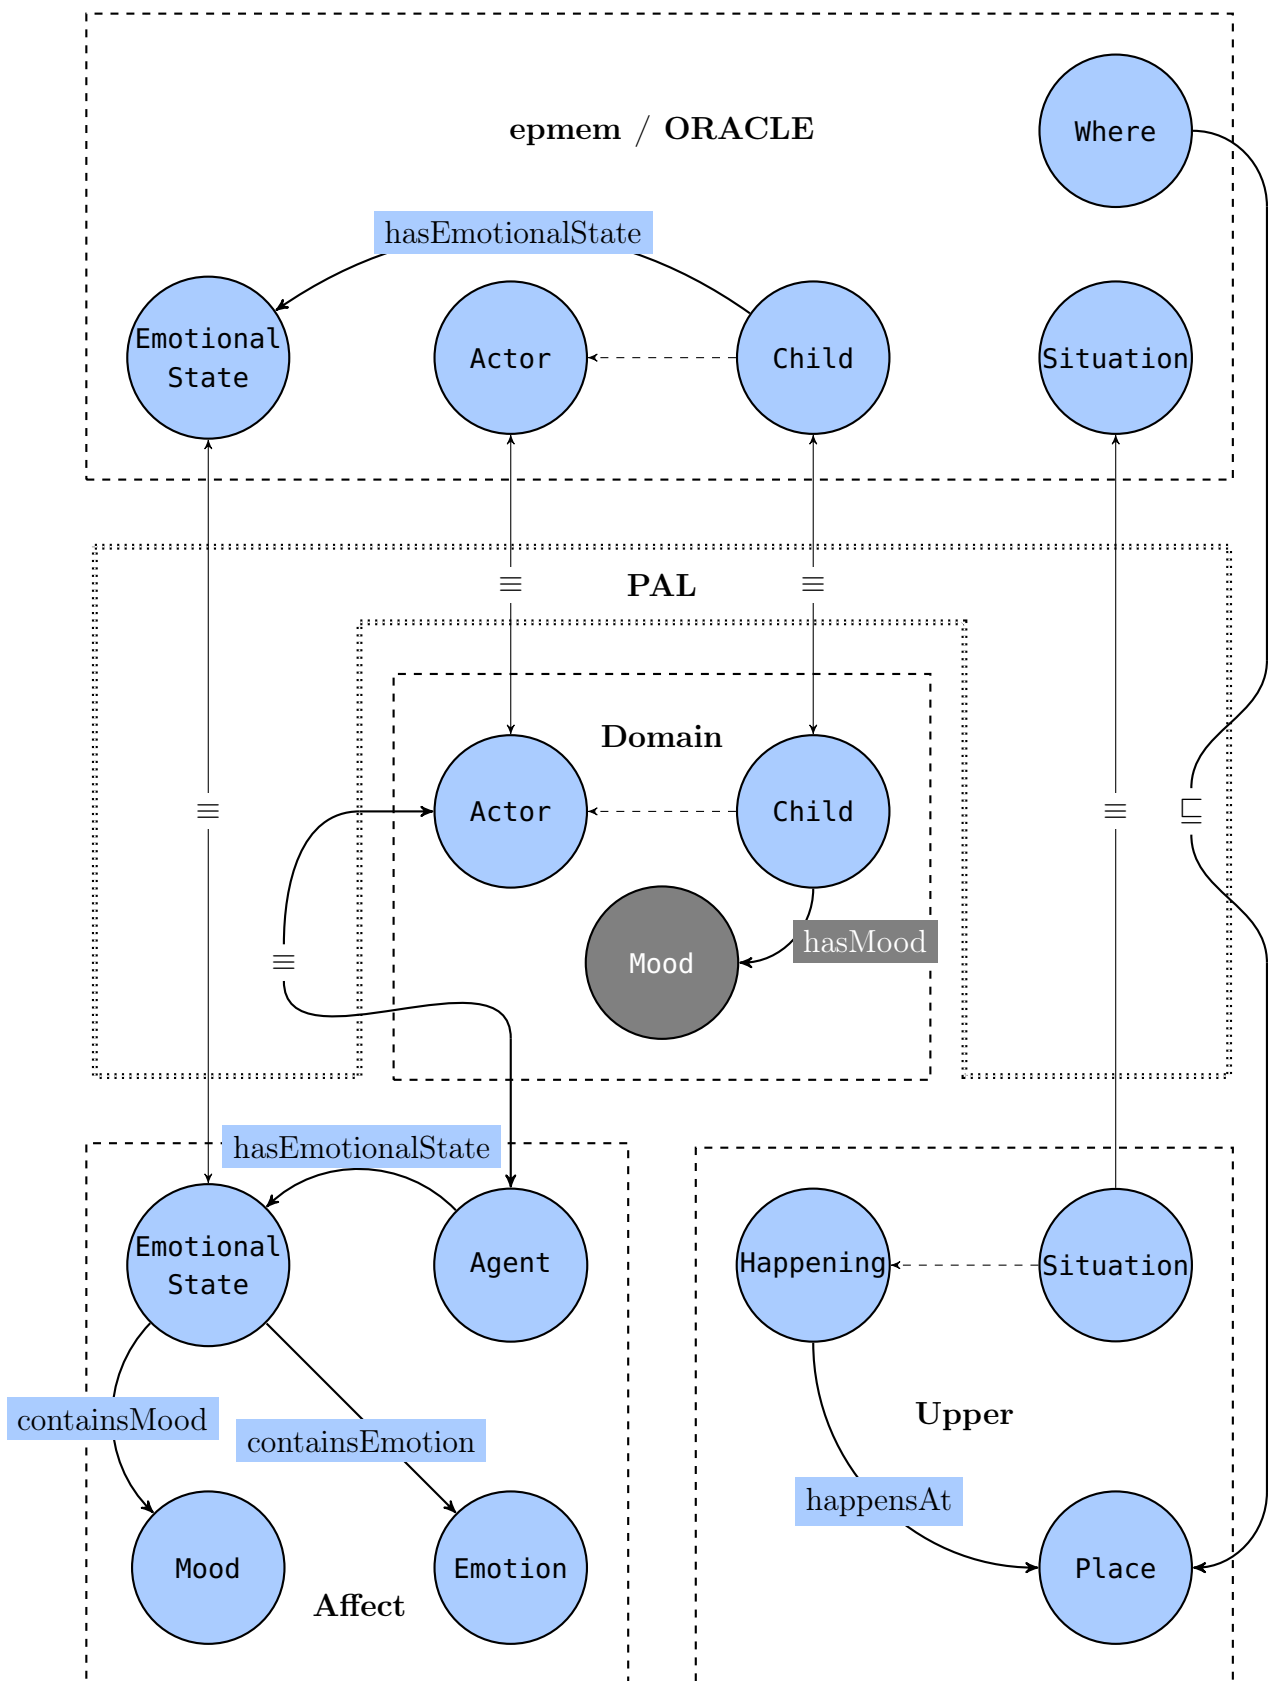 epmem / ORACLE
Where
hasEmotionalState
Emotional
State
Actor
Child
Situation
≡
≡
PAL
Domain
Actor
Child
≡
≡
⊑
hasMood
Mood
≡
hasEmotionalState
Emotional
State
Agent
Happening
Situation
containsMood
containsEmotion
Upper
happensAt
Mood
Emotion
Place
Affect